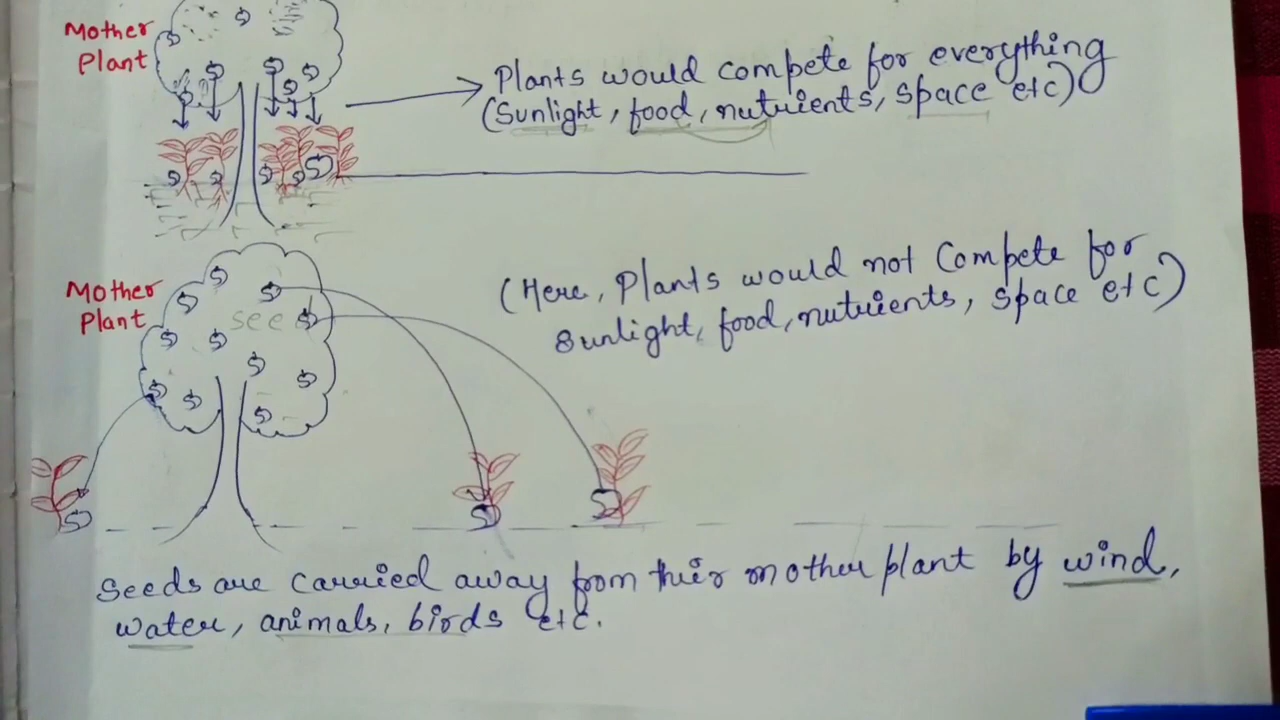 Mother
Plant
Plants would compete for everything
(Sunlight, food, nutrients, space etc)
Mother
Plant
seed
(Here, Plants would not compete for
Sunlight, food, nutrients, space etc)
Seeds are carried away from their mother plant by wind,
water, animals, birds etc.